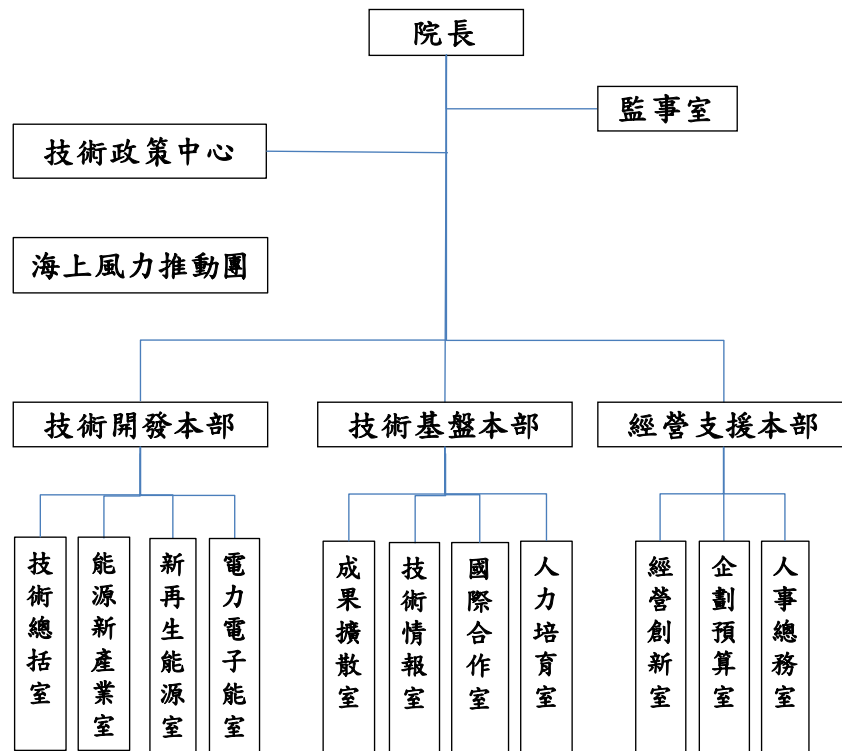 院長
監事室
技術政策中心
海上風力推動團
技術開發本部
技術基盤本部
經營支援本部
技術總括室
能源新產業室
新再生能源室
電力電子能室
成果擴散室
技術情報室
國際合作室
人力培育室
經營創新室
企劃預算室
人事總務室